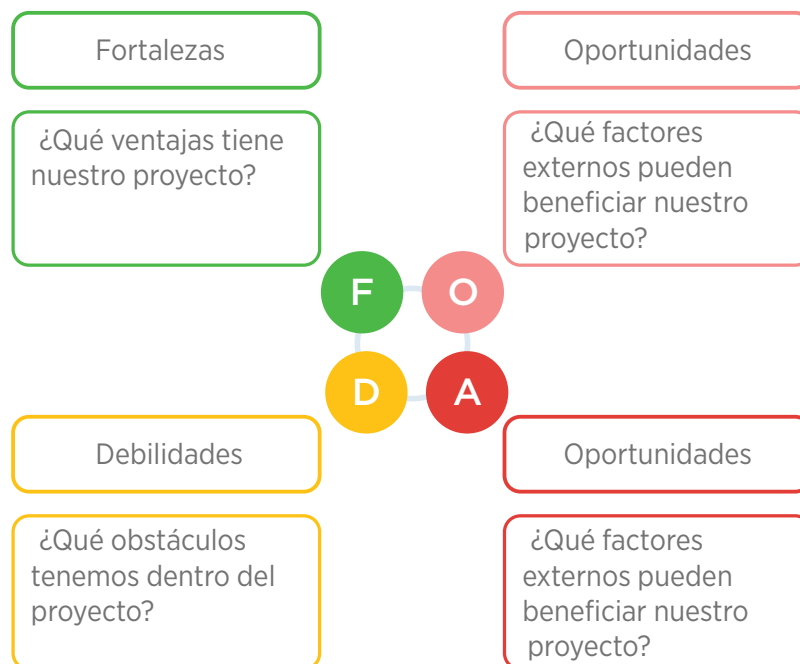 Fortalezas
¿Qué ventajas tiene
nuestro proyecto?
Oportunidades
¿Qué factores
externos pueden
beneficiar nuestro
proyecto?
F
O
D
A
Debilidades
¿Qué obstáculos
tenemos dentro del
proyecto?
Oportunidades
¿Qué factores
externos pueden
beneficiar nuestro
proyecto?